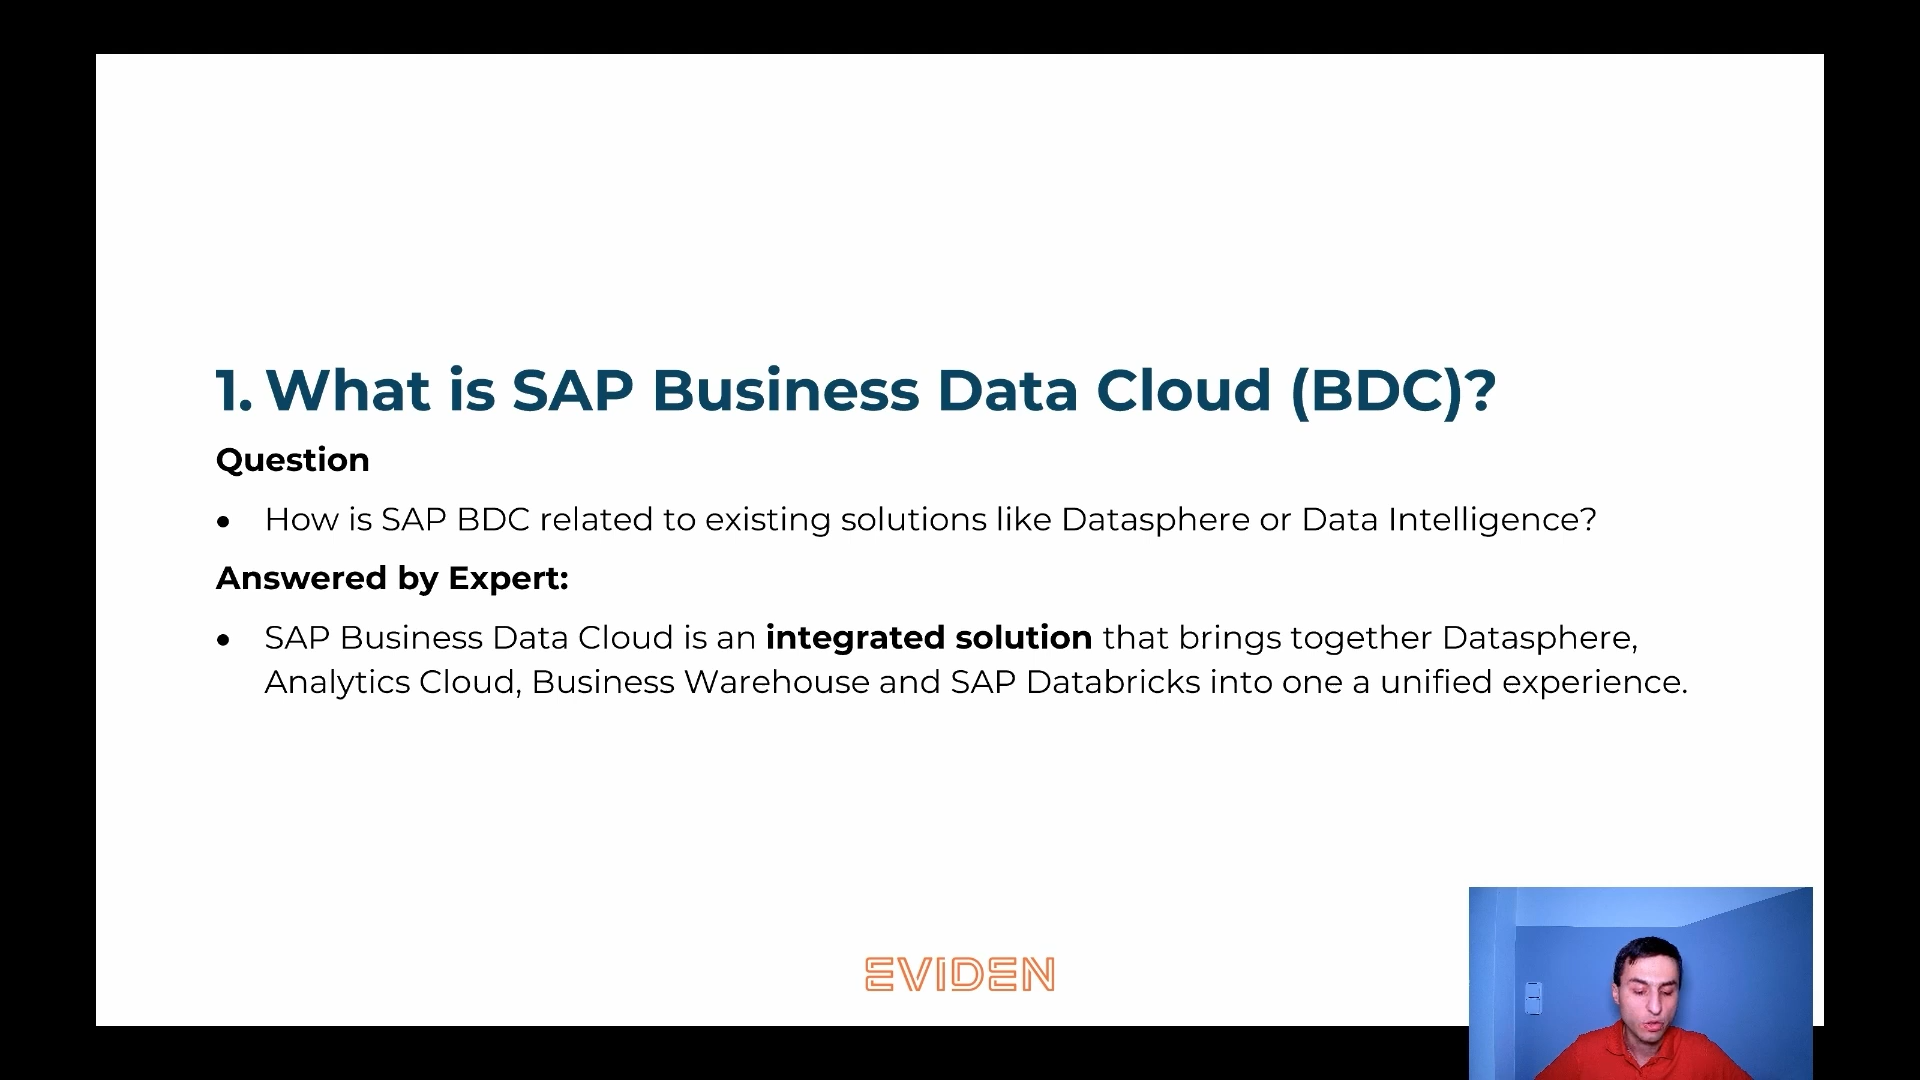 1. What is SAP Business Data Cloud (BDC)?
Question
• How is SAP BDC related to existing solutions like Datasphere or Data Intelligence?
Answered by Expert:
• SAP Business Data Cloud is an integrated solution that brings together Datasphere,
Analytics Cloud, Business Warehouse and SAP Databricks into one a unified experience.
EVIDEN